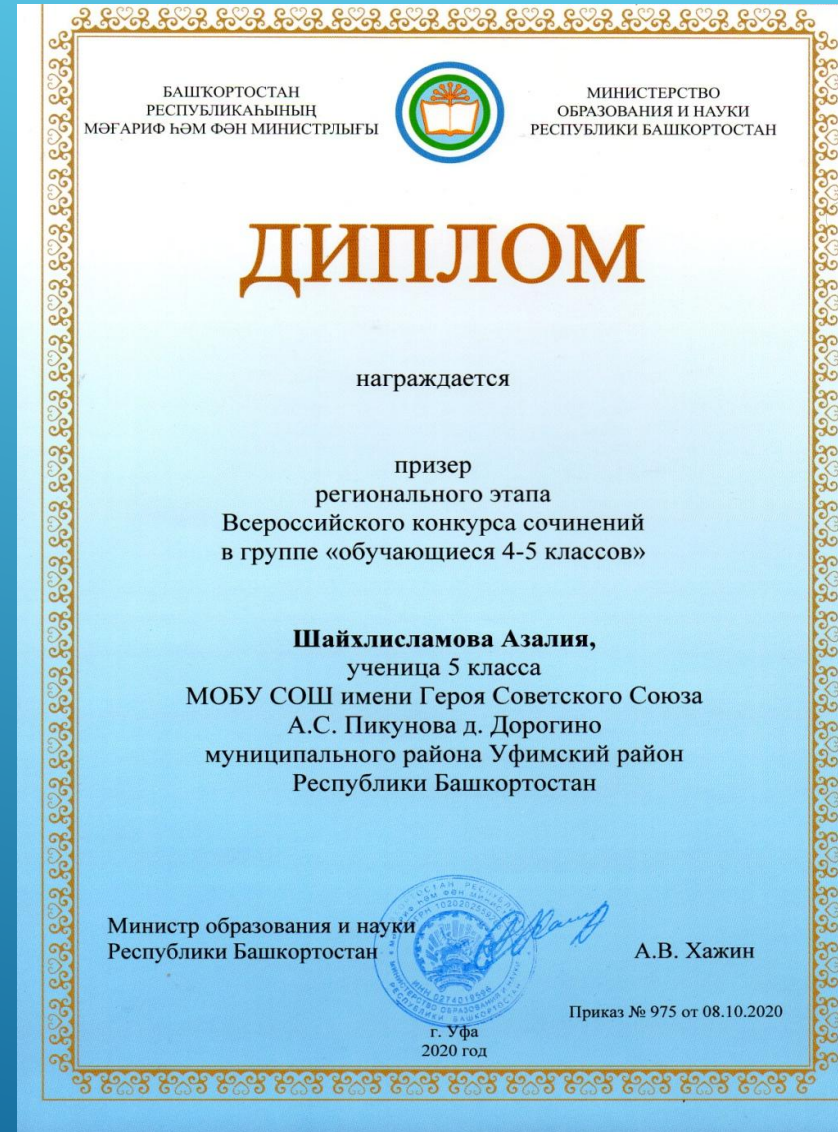 БАШҠОРТОСТАН
РЕСПУБЛИКАҺЫНЫҢ
МӘҒАРИФ ҺӘМ ФӘН МИНИСТРЛЫҒЫ
МИНИСТЕРСТВО
ОБРАЗОВАНИЯ И НАУКИ
РЕСПУБЛИКИ БАШКОРТОСТАН
ДИПЛОМ
награждается
призер
регионального этапа
Всероссийского конкурса сочинений
в группе «обучающиеся 4-5 классов»
Шайхлисламова Азалия,
ученица 5 класса
МОБУ СОШ имени Героя Советского Союза
А.С. Пикунова д. Дорогино
муниципального района Уфимский район
Республики Башкортостан
Министр образования и науки
Республики Башкортостан
А.В. Хажин
Приказ № 975 от 08.10.2020
г. Уфа
2020 год